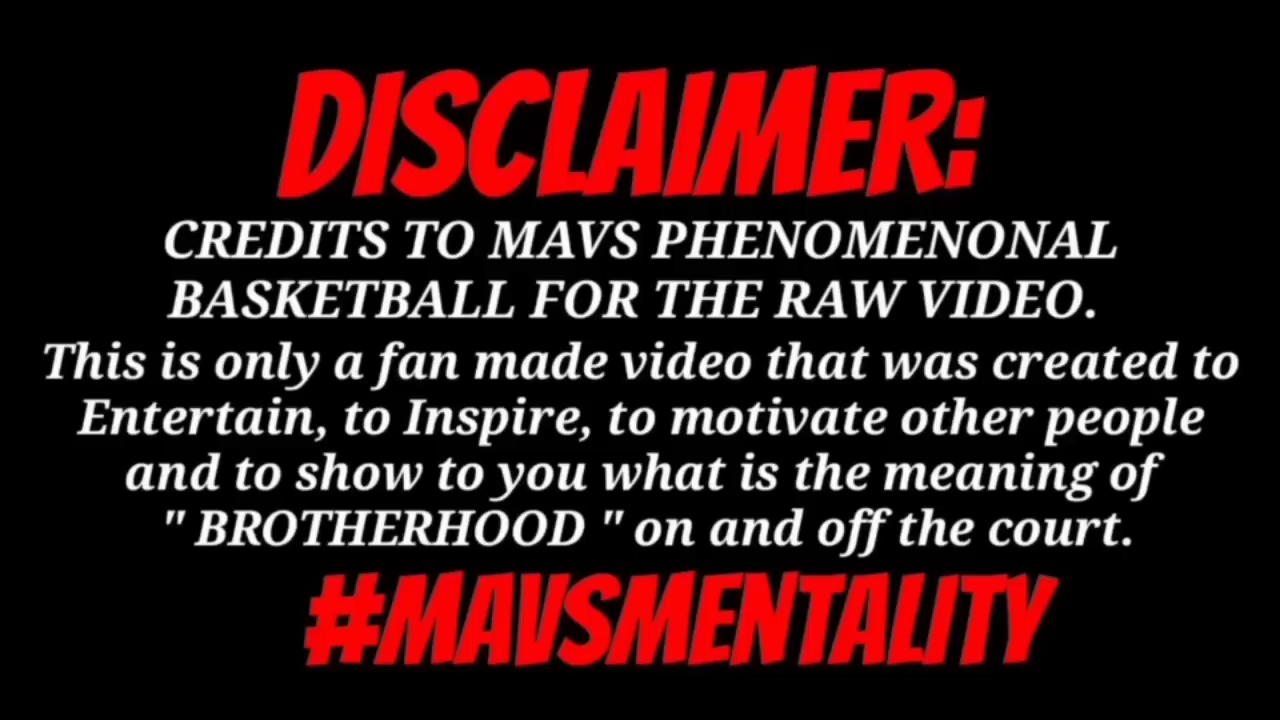 DISCLAIMER:
CREDITS TO MAVS PHENOMENONAL
BASKETBALL FOR THE RAW VIDEO.
This is only a fan made video that was created to
Entertain, to Inspire, to motivate other people
and to show to you what is the meaning of
" BROTHERHOOD " on and off the court.
#MAVSMENTALITY